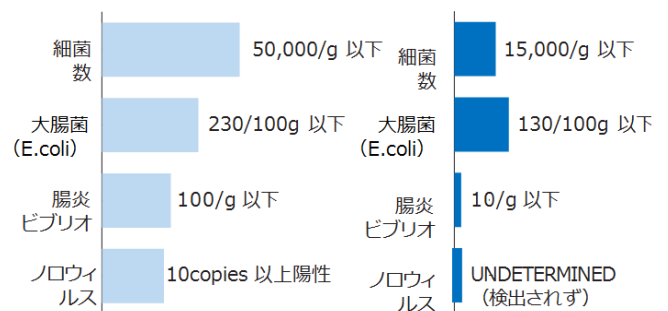 細菌
数
50,000/g 以下
大腸菌
（E.coli）
230/100g 以下
腸炎
ビブリオ
100/g 以下
ノロウィ
ルス
10copies 以上陽性
細菌
数
15,000/g 以下
大腸菌
（E.coli）
130/100g 以下
腸炎
ビブリオ
10/g 以下
ノロウィ
ルス
UNDETERMINED
（検出されず）